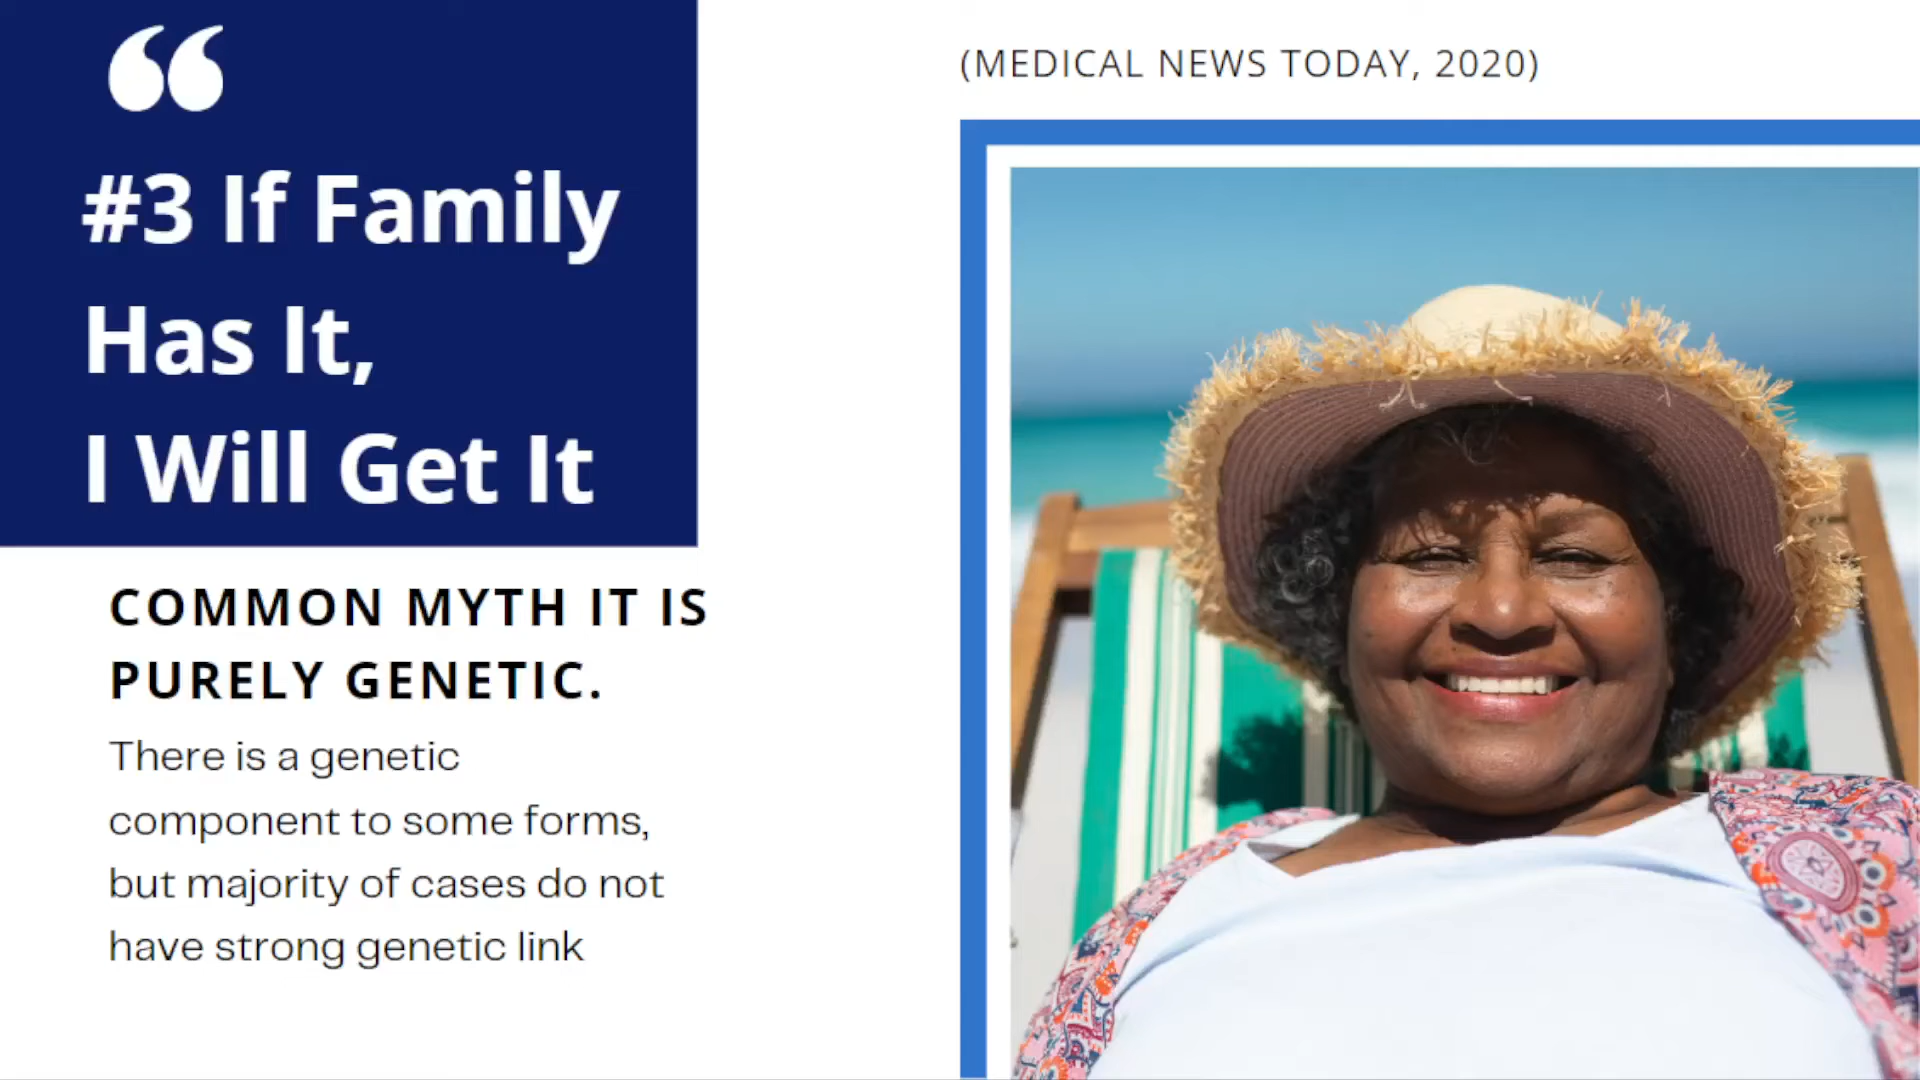 “
#3 If Family
Has It,
I Will Get It
COMMON MYTH IT IS
PURELY GENETIC.
There is a genetic
component to some forms,
but majority of cases do not
have strong genetic link
(MEDICAL NEWS TODAY, 2020)